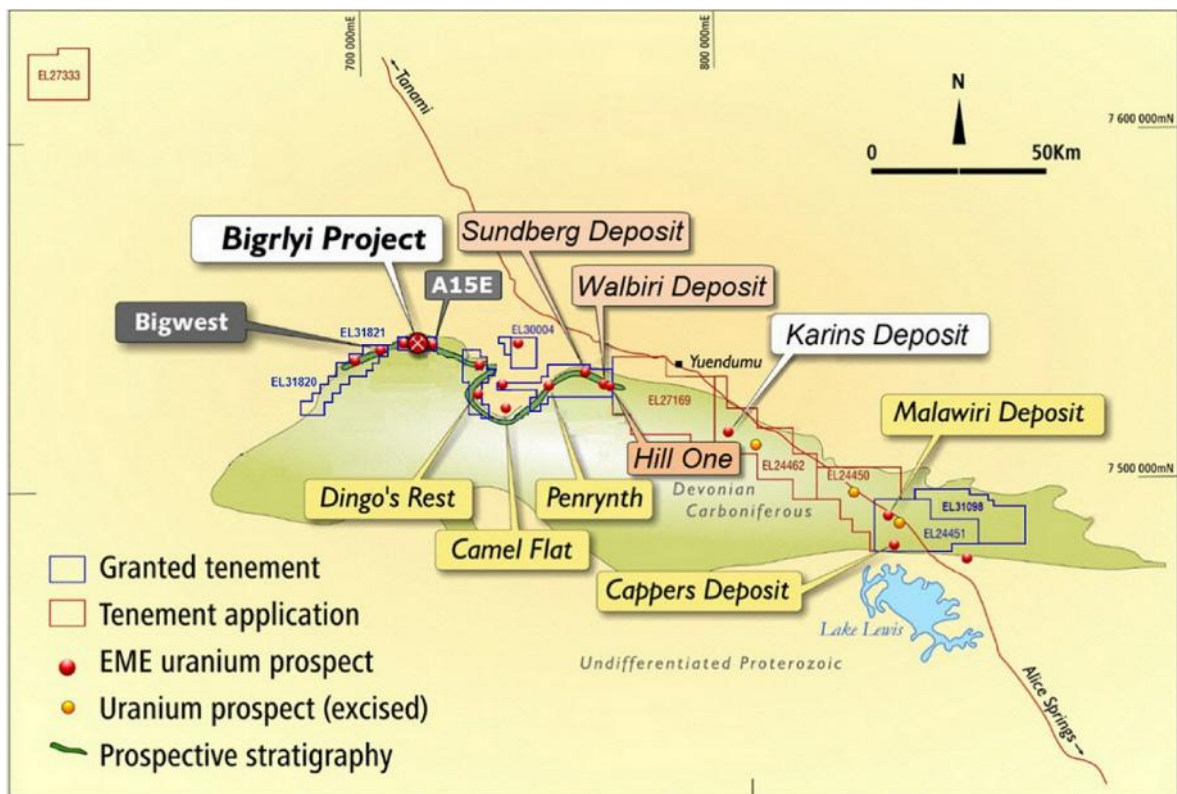 700 000mE
800 000mE
EL27333
Tanami
N
7 600 000mN
0 50Km
Bigrlyi Project
Sundberg Deposit
A15E
Walbiri Deposit
Bigwest
EL31821
EL30004
Karins Deposit
Yuendumu
EL31820
EL27169
Malawiri Deposit
Hill One
EL24462
EL24450
7 500 000mN
Dingo's Rest
Penrynth
Devonian
Carboniferous
EL31098
EL24451
Camel Flat
Granted tenement
Cappers Deposit
Tenement application
Lake Lewis
EME uranium prospect
Undifferentiated Proterozoic
Uranium prospect (excised)
Alice Springs
Prospective stratigraphy